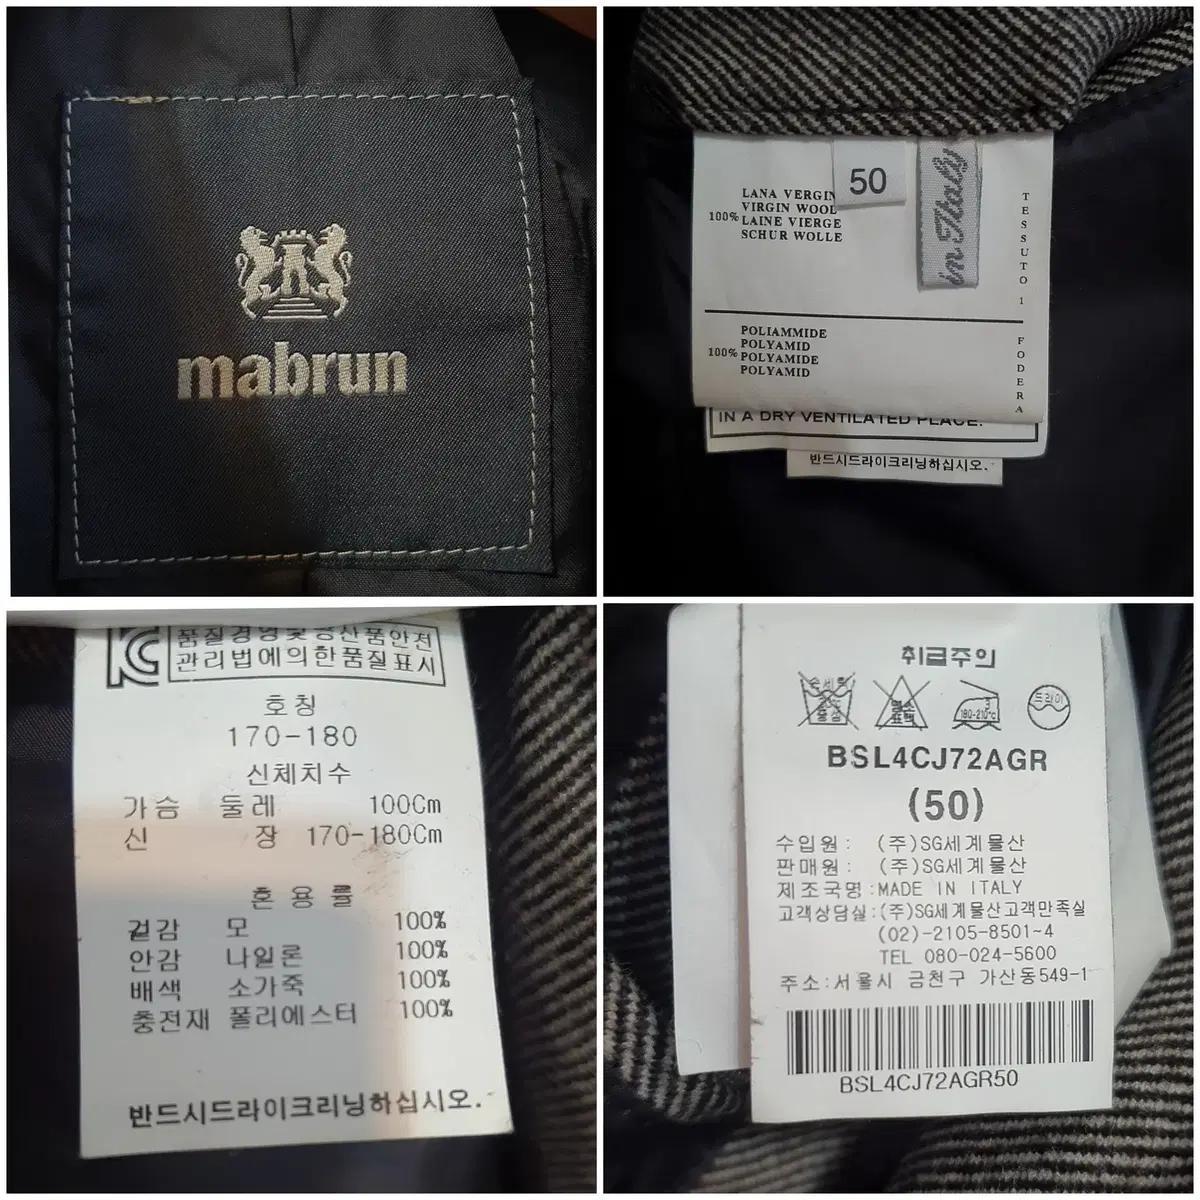 mabrun
50
in Italy
100%
LANA VERGIN
VIRGIN WOOL
LAINE VIERGE
SCHUR WOLLE
TESSUTO 1
100%
POLIAMMIDE
POLYAMID
POLYAMIDE
POLYAMID
FODERA
IN A DRY VENTILATED PLACE.
반드시드라이크리닝하십시오.
품질경영및공산품안전
관리법에의한품질표시
호칭
170-180
신체치수
가슴 둘레 100Cm
신 장 170-180Cm
혼 용 률
겉감 모 100%
안감 나일론 100%
배색 소가죽 100%
충전재 폴리에스터 100%
반드시드라이크리닝하십시오.
취급주의
3
180-210℃
드라이
BSL4CJ72AGR
(50)
수입원: (주)SG세계물산
판매원: (주)SG세계물산
제조국명:MADE IN ITALY
고객상담실:(주)SG세계물산고객만족실
(02)-2105-8501~4
TEL 080-024-5600
주소:서울시 금천구 가산동549-1
BSL4CJ72AGR50